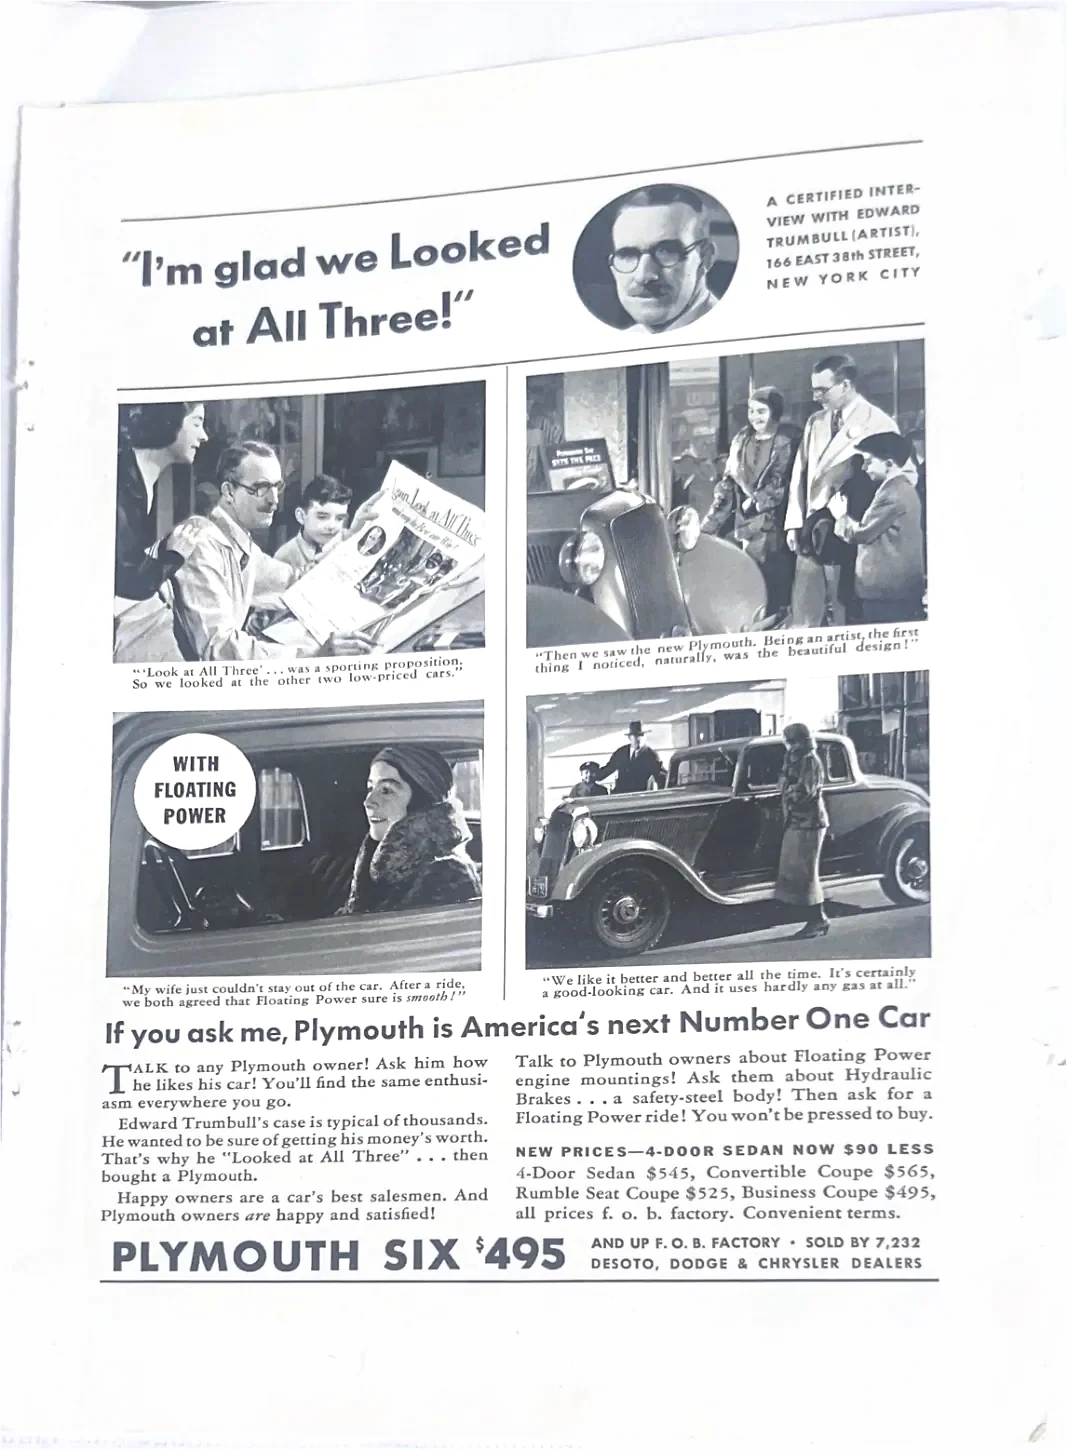 "I'm glad we Looked
at All Three!"
A CERTIFIED INTER-
VIEW WITH EDWARD
TRUMBULL (ARTIST),
166 EAST 38th STREET,
NEW YORK CITY
Look at All Three
PLYMOUTH SIX
SETS THE PACE
"'Look at All Three' . . . was a sporting proposition.
So we looked at the other two low-priced cars."
"Then we saw the new Plymouth. Being an artist, the first
thing I noticed, naturally, was the beautiful design!"
WITH
FLOATING
POWER
"My wife just couldn't stay out of the car. After a ride,
we both agreed that Floating Power sure is smooth!"
"We like it better and better all the time. It's certainly
a good-looking car. And it uses hardly any gas at all."
If you ask me, Plymouth is America's next Number One Car
TALK to any Plymouth owner! Ask him how
he likes his car! You'll find the same enthusi-
asm everywhere you go.
Edward Trumbull's case is typical of thousands.
He wanted to be sure of getting his money's worth.
That's why he "Looked at All Three" . . . then
bought a Plymouth.
Happy owners are a car's best salesmen. And
Plymouth owners are happy and satisfied!
Talk to Plymouth owners about Floating Power
engine mountings! Ask them about Hydraulic
Brakes . . . a safety-steel body! Then ask for a
Floating Power ride! You won't be pressed to buy.
NEW PRICES—4-DOOR SEDAN NOW $90 LESS
4-Door Sedan $545, Convertible Coupe $565,
Rumble Seat Coupe $525, Business Coupe $495,
all prices f. o. b. factory. Convenient terms.
PLYMOUTH SIX $495
AND UP F. O. B. FACTORY • SOLD BY 7,232
DESOTO, DODGE & CHRYSLER DEALERS